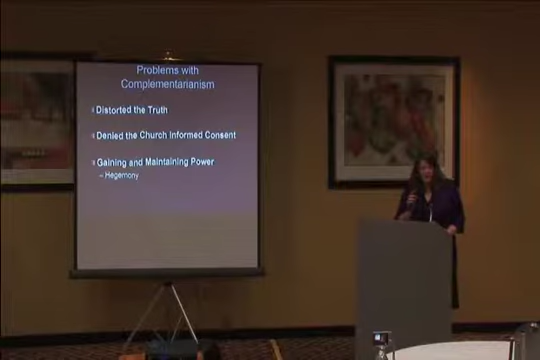 Problems with
Complementarianism
Distorted the Truth
Denied the Church Informed Consent
Gaining and Maintaining Power
– Hegemony